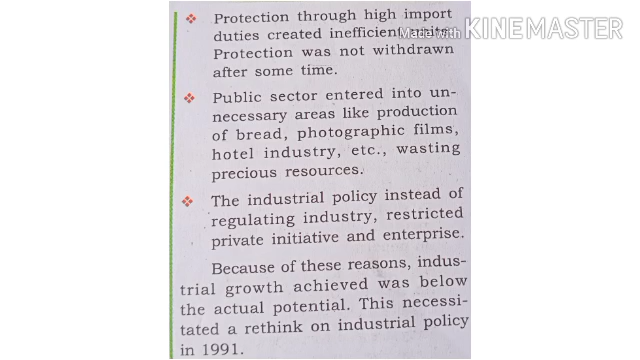 ❖ Protection through high import
duties created inefficient
Protection was not withdrawn
after some time.
❖ Public sector entered into un-
necessary areas like production
of bread, photographic films,
hotel industry, etc., wasting
precious resources.
❖ The industrial policy instead of
regulating industry, restricted
private initiative and enterprise.
Because of these reasons, indus-
trial growth achieved was below
the actual potential. This necessi-
tated a rethink on industrial policy
in 1991.
Made with KINEMASTER